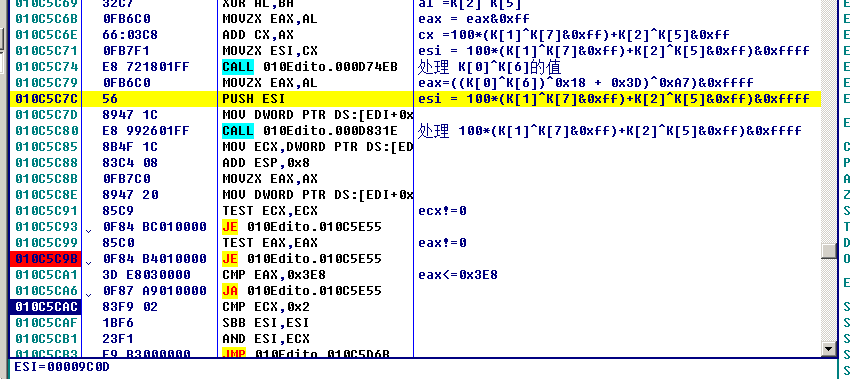 010C5C69 32C7 XOR AL,BH al = K[2]^K[5]
010C5C6B 0FB6C0 MOVZX EAX,AL eax = eax&0xff
010C5C6E 66:03C8 ADD CX,AX cx =100*(K[1]^K[7]&0xff)+K[2]^K[5]&0xff
010C5C71 0FB7F1 MOVZX ESI,CX esi = 100*(K[1]^K[7]&0xff)+K[2]^K[5]&0xff)&0xffff
010C5C74 E8 721801FF CALL 010Edito.000D74EB 处理 K[0]^K[6]的值
010C5C79 0FB6C0 MOVZX EAX,AL eax=((K[0]^K[6])^0x18 + 0x3D)^0xA7)&0xffff
010C5C7C 56 PUSH ESI esi = 100*(K[1]^K[7]&0xff)+K[2]^K[5]&0xff)&0xffff
010C5C7D 8947 1C MOV DWORD PTR DS:[EDI+0x
010C5C80 E8 992601FF CALL 010Edito.000D831E 处理 100*(K[1]^K[7]&0xff)+K[2]^K[5]&0xff)&0xffff
010C5C85 8B4F 1C MOV ECX,DWORD PTR DS:[ED
010C5C88 83C4 08 ADD ESP,0x8
010C5C8B 0FB7C0 MOVZX EAX,AX
010C5C8E 8947 20 MOV DWORD PTR DS:[EDI+0x
010C5C91 85C9 TEST ECX,ECX ecx!=0
010C5C93 0F84 BC010000 JE 010Edito.010C5E55
010C5C99 85C0 TEST EAX,EAX eax!=0
010C5C9B 0F84 B4010000 JE 010Edito.010C5E55
010C5CA1 3D E8030000 CMP EAX,0x3E8 eax<=0x3E8
010C5CA6 0F87 A9010000 JA 010Edito.010C5E55
010C5CAC 83F9 02 CMP ECX,0x2
010C5CAF 1BF6 SBB ESI,ESI
010C5CB1 23F1 AND ESI,ECX
010C5CB3 E9 B3000000 JMP 010Edito.010C5D6B
ESI=00009C0D